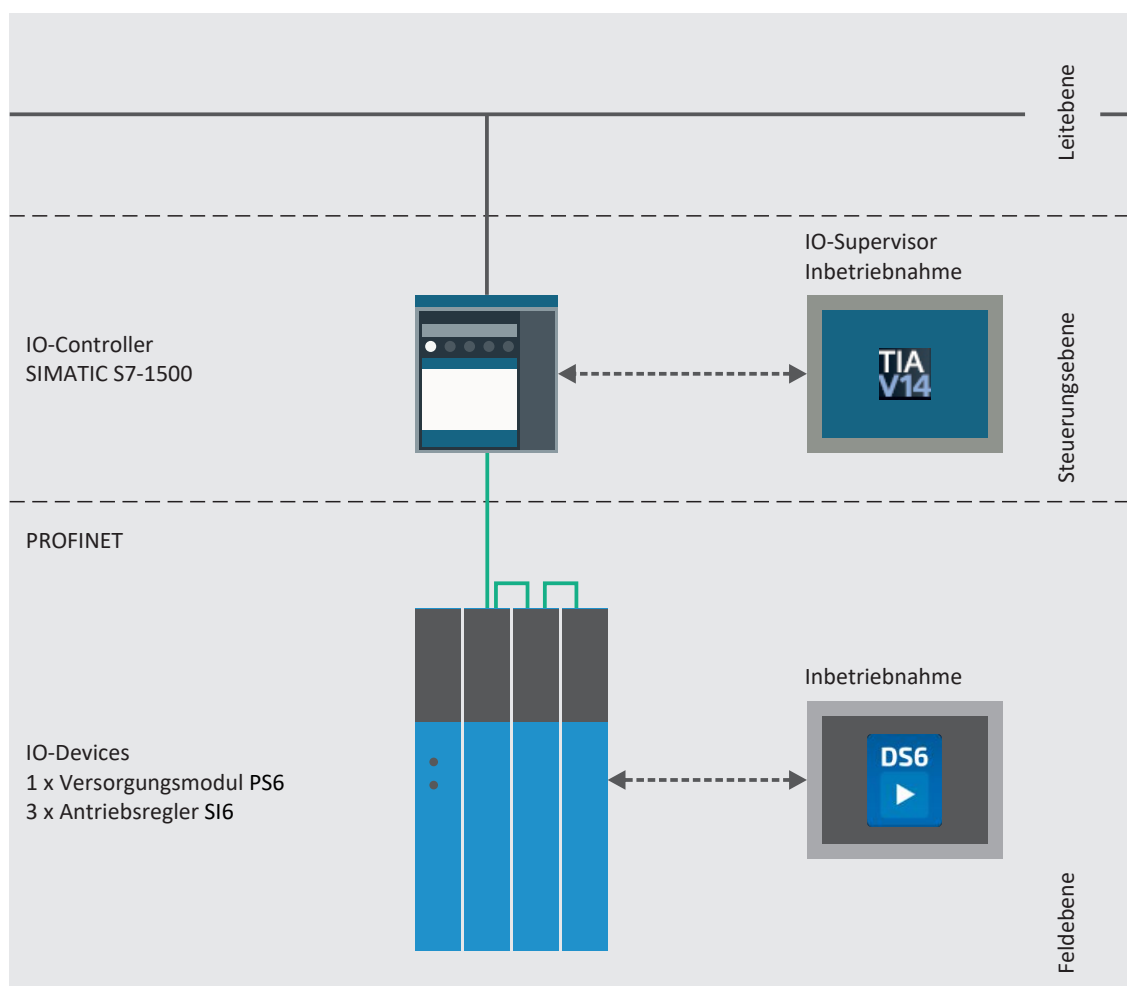 Leitebene
IO-Supervisor
Inbetriebnahme
IO-Controller
SIMATIC S7-1500
TIA
V14
Steuerungsebene
PROFINET
Inbetriebnahme
IO-Devices
1 x Versorgungsmodul PS6
3 x Antriebsregler SI6
DS6
Feldebene